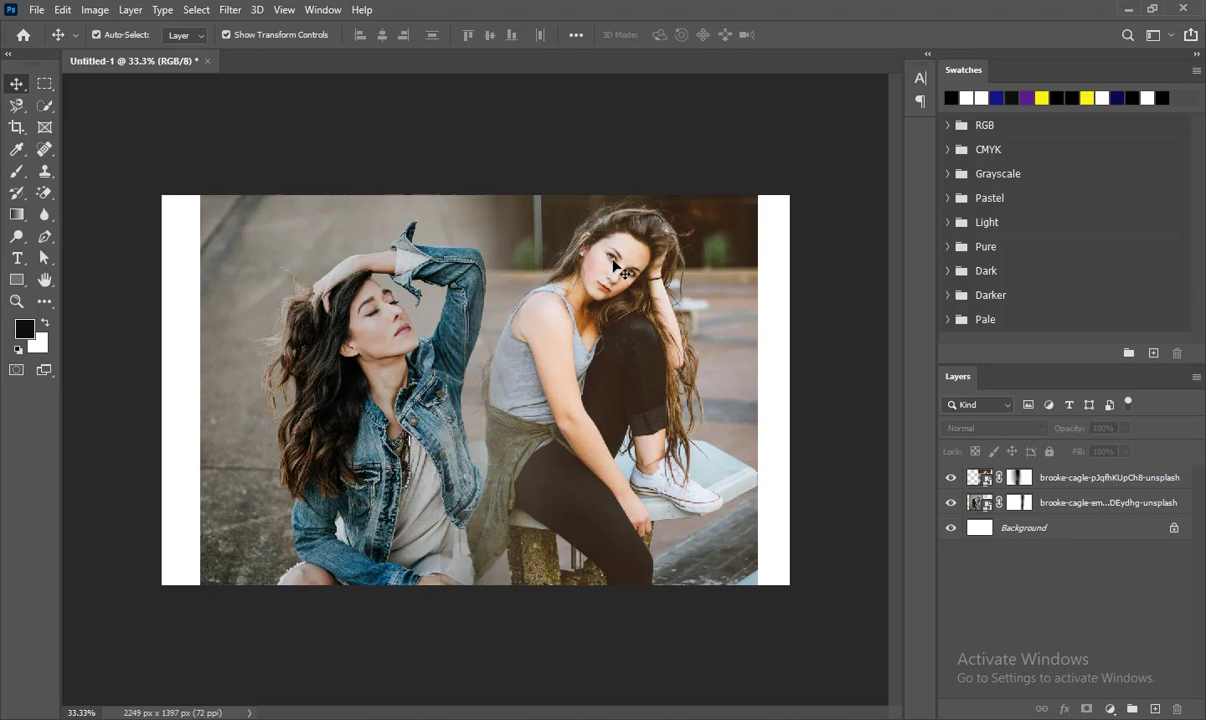 Ps File Edit Image Layer Type Select Filter 3D View Window Help
Auto-Select: Layer Show Transform Controls 3D Mode:
Untitled-1 @ 33.3% (RGB/8) * ×
Swatches
RGB
CMYK
Grayscale
Pastel
Light
Pure
Dark
Darker
Pale
Layers
Kind
Normal Opacity: 100%
Lock: Fill: 100%
brooke-cagle-pJqfhKUpCh8-unsplash
brooke-cagle-em...DEydhg-unsplash
Background
Activate Windows
Go to Settings to activate Windows.
33.33% 2249 px x 1397 px (72 ppi)